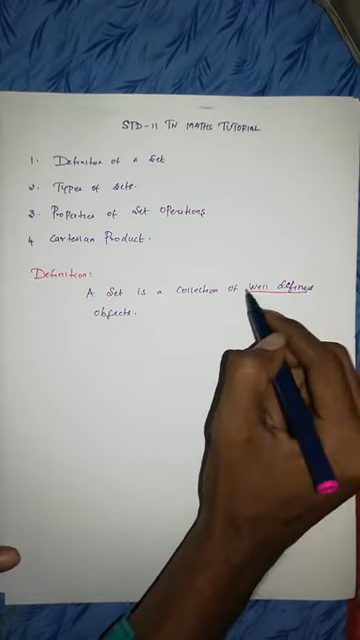 STD-11 TN MATHS TUTORIAL
1. Definition of a Set
2. Types of Sets.
3. Properties of Set Operations
4 Cartesian Product.
Definition:
A Set is a collection of well defined
objects.